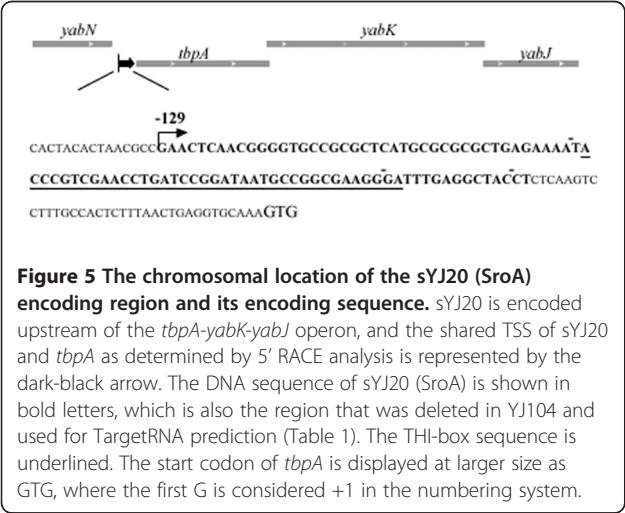 yabN
yabK
tbpA
yabJ
-129
CACTACACTAACGCCGAACTCAACGGGGTGCCGCGCTCATGCGCGCGCTGAGAAAATA
CCCGTCGAACCTGATCCGGATAATGCCGGCGAAGGGATTTGAGGCTACCCTCTCAAGTC
CTTTGCCACTCTTTAACTGAGGTGCAAAGTG
Figure 5 The chromosomal location of the sYJ20 (SroA)
encoding region and its encoding sequence. sYJ20 is encoded
upstream of the tbpA-yabK-yabJ operon, and the shared TSS of sYJ20
and tbpA as determined by 5’ RACE analysis is represented by the
dark-black arrow. The DNA sequence of sYJ20 (SroA) is shown in
bold letters, which is also the region that was deleted in YJ104 and
used for TargetRNA prediction (Table 1). The THI-box sequence is
underlined. The start codon of tbpA is displayed at larger size as
GTG, where the first G is considered +1 in the numbering system.